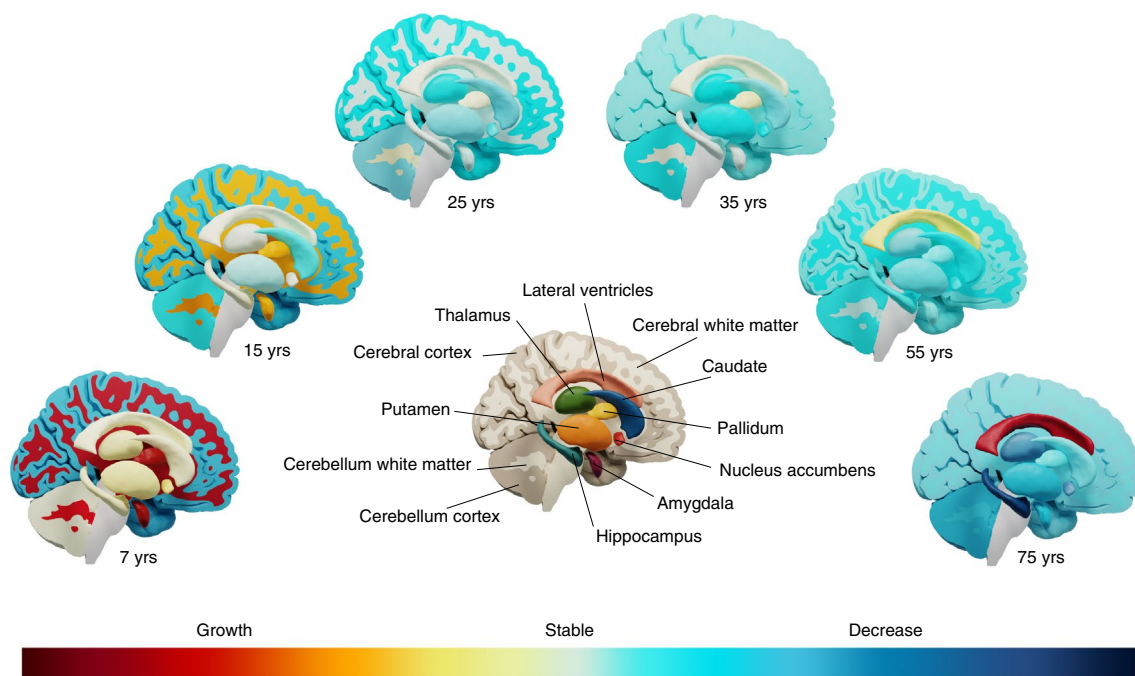 25 yrs
35 yrs
15 yrs
55 yrs
Lateral ventricles
Thalamus
Cerebral white matter
Cerebral cortex
Caudate
Putamen
Pallidum
Cerebellum white matter
Nucleus accumbens
Amygdala
Cerebellum cortex
Hippocampus
7 yrs
75 yrs
Growth
Stable
Decrease